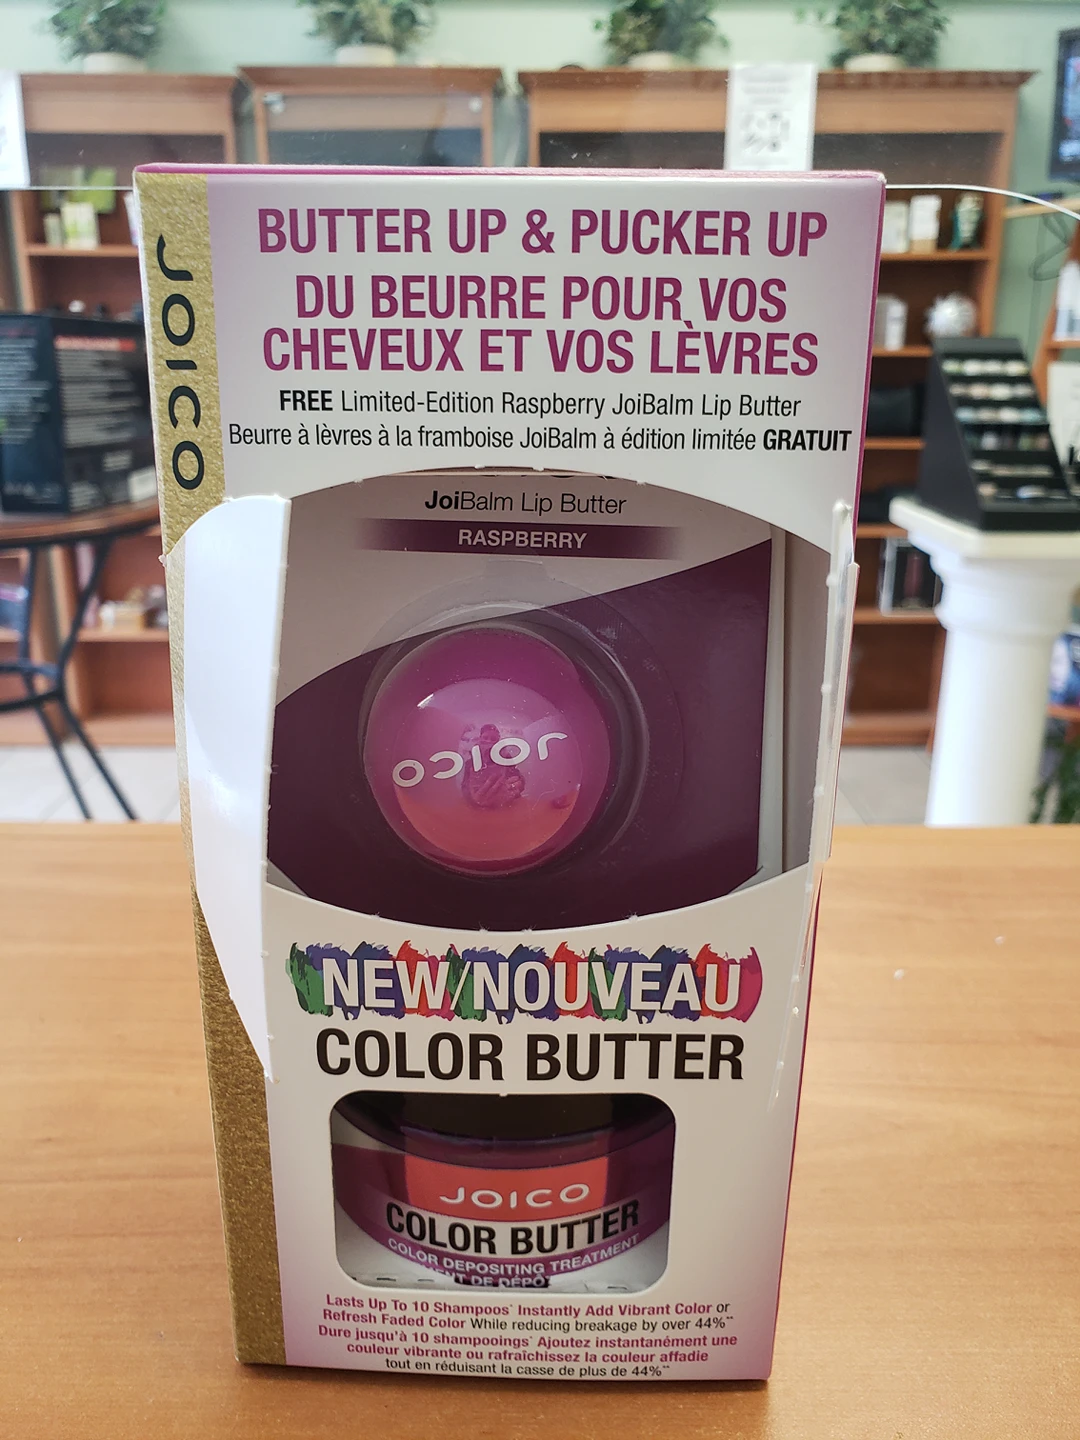 JOICO
BUTTER UP & PUCKER UP
DU BEURRE POUR VOS
CHEVEUX ET VOS LÈVRES
FREE Limited-Edition Raspberry JoiBalm Lip Butter
Beurre à lèvres à la framboise JoiBalm à édition limitée GRATUIT
JoiBalm Lip Butter
RASPBERRY
JOICO
NEW/NOUVEAU
COLOR BUTTER
JOICO
COLOR BUTTER
COLOR DEPOSITING TREATMENT
DE DÉPÔ
Lasts Up To 10 Shampoos* Instantly Add Vibrant Color or
Refresh Faded Color While reducing breakage by over 44%**
Dure jusqu'à 10 shampooings* Ajoutez instantanément une
couleur vibrante ou rafraîchissez la couleur affadie
tout en réduisant la casse de plus de 44%**